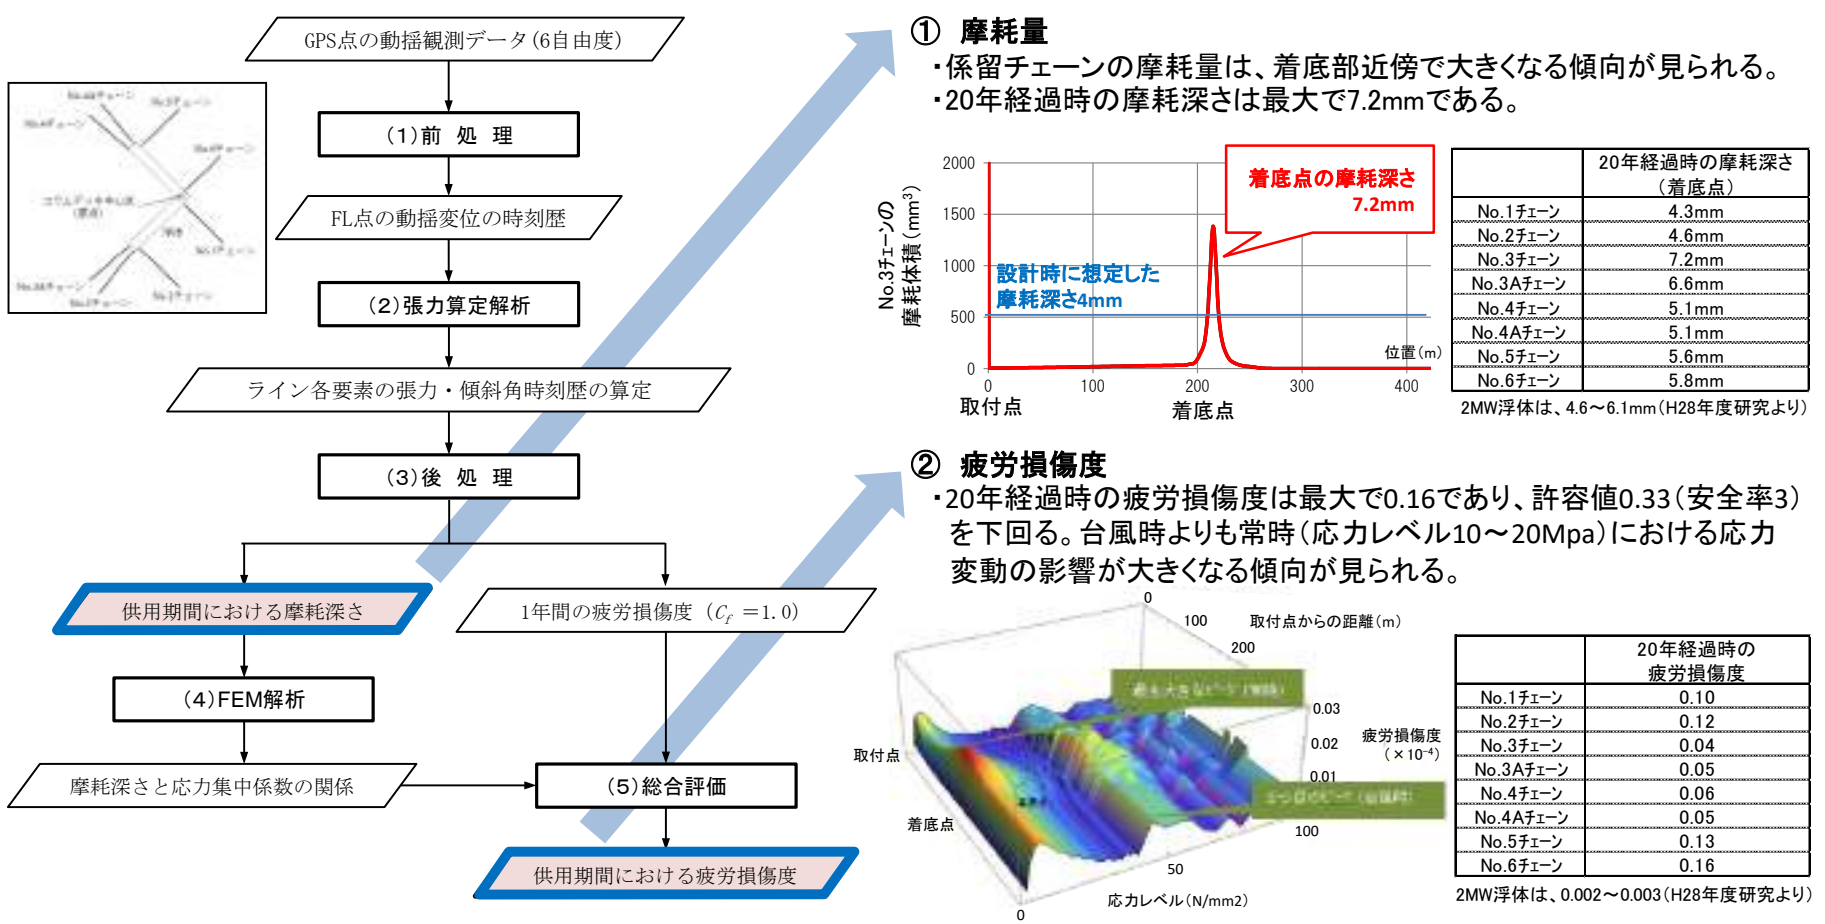 GPS点の動揺観測データ(6自由度)
(1)前 処 理
FL点の動揺変位の時刻歴
(2)張力算定解析
ライン各要素の張力・傾斜角時刻歴の算定
(3)後 処 理
供用期間における摩耗深さ
1年間の疲労損傷度 (Cf =1.0)
(4)FEM解析
摩耗深さと応力集中係数の関係
(5)総合評価
供用期間における疲労損傷度
① 摩耗量
・係留チェーンの摩耗量は、着底部近傍で大きくなる傾向が見られる。
・20年経過時の摩耗深さは最大で7.2mmである。
No.3チェーンの
摩耗体積(mm³)
2000
1500
1000
500
0
着底点の摩耗深さ
7.2mm
設計時に想定した
摩耗深さ4mm
位置(m)
0 100 200 300 400
取付点 着底点
20年経過時の摩耗深さ
(着底点)
No.1チェーン 4.3mm
No.2チェーン 4.6mm
No.3チェーン 7.2mm
No.3Aチェーン 6.6mm
No.4チェーン 5.1mm
No.4Aチェーン 5.1mm
No.5チェーン 5.6mm
No.6チェーン 5.8mm
2MW浮体は、4.6～6.1mm(H28年度研究より)
② 疲労損傷度
・20年経過時の疲労損傷度は最大で0.16であり、許容値0.33(安全率3)
を下回る。台風時よりも常時(応力レベル10～20Mpa)における応力
変動の影響が大きくなる傾向が見られる。
0
100
200
取付点からの距離(m)
0.03
0.02
0.01
疲労損傷度
(×10⁻⁴)
取付点
着底点
100
50
0
応力レベル(N/mm2)
20年経過時の
疲労損傷度
No.1チェーン 0.10
No.2チェーン 0.12
No.3チェーン 0.04
No.3Aチェーン 0.05
No.4チェーン 0.06
No.4Aチェーン 0.05
No.5チェーン 0.13
No.6チェーン 0.16
2MW浮体は、0.002～0.003(H28年度研究より)